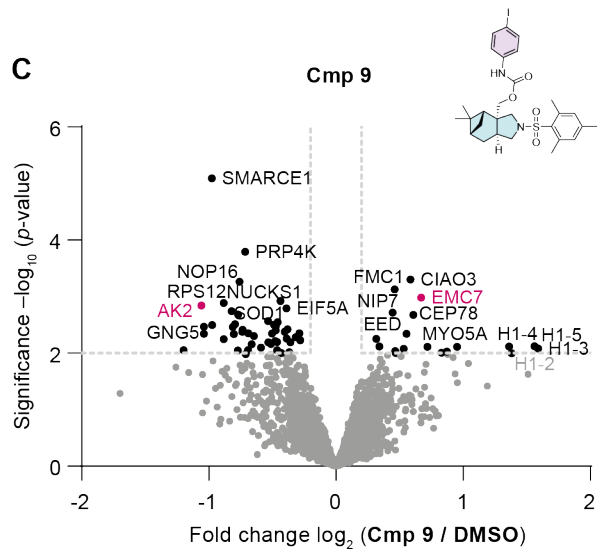 C
Cmp 9
I
HN
O
O
N
S
O
O
H
Significance –log10 (p-value)
6
4
2
0
SMARCE1
PRP4K
NOP16
RPS12
NUCKS1
AK2
SOD1
EIF5A
GNG5
FMC1
CIAO3
EMC7
NIP7
CEP78
EED
MYO5A
H1-4
H1-5
H1-3
H1-2
-2
-1
0
1
2
Fold change log2 (Cmp 9 / DMSO)